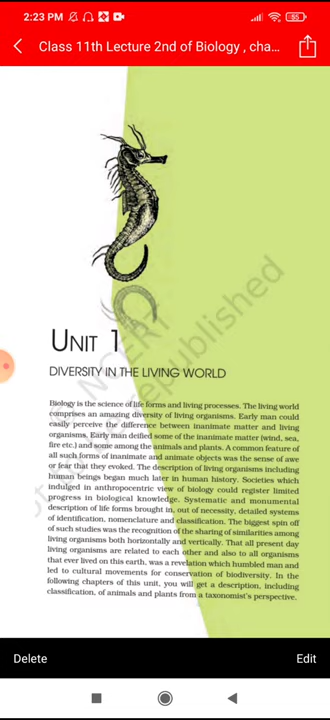 2:23 PM
85
Class 11th Lecture 2nd of Biology , cha...
UNIT 1
DIVERSITY IN THE LIVING WORLD
Biology is the science of life forms and living processes. The living world
comprises an amazing diversity of living organisms. Early man could
easily perceive the difference between inanimate matter and living
organisms. Early man deified some of the inanimate matter (wind, sea,
fire etc.) and some among the animals and plants. A common feature of
all such forms of inanimate and animate objects was the sense of awe
or fear that they evoked. The description of living organisms including
human beings began much later in human history. Societies which
indulged in anthropocentric view of biology could register limited
progress in biological knowledge. Systematic and monumental
description of life forms brought in, out of necessity, detailed systems
of identification, nomenclature and classification. The biggest spin off
of such studies was the recognition of the sharing of similarities among
living organisms both horizontally and vertically. That all present day
living organisms are related to each other and also to all organisms
that ever lived on this earth, was a revelation which humbled man and
led to cultural movements for conservation of biodiversity. In the
following chapters of this unit, you will get a description, including
classification, of animals and plants from a taxonomist's perspective.
NCERT
republished
Delete
Edit